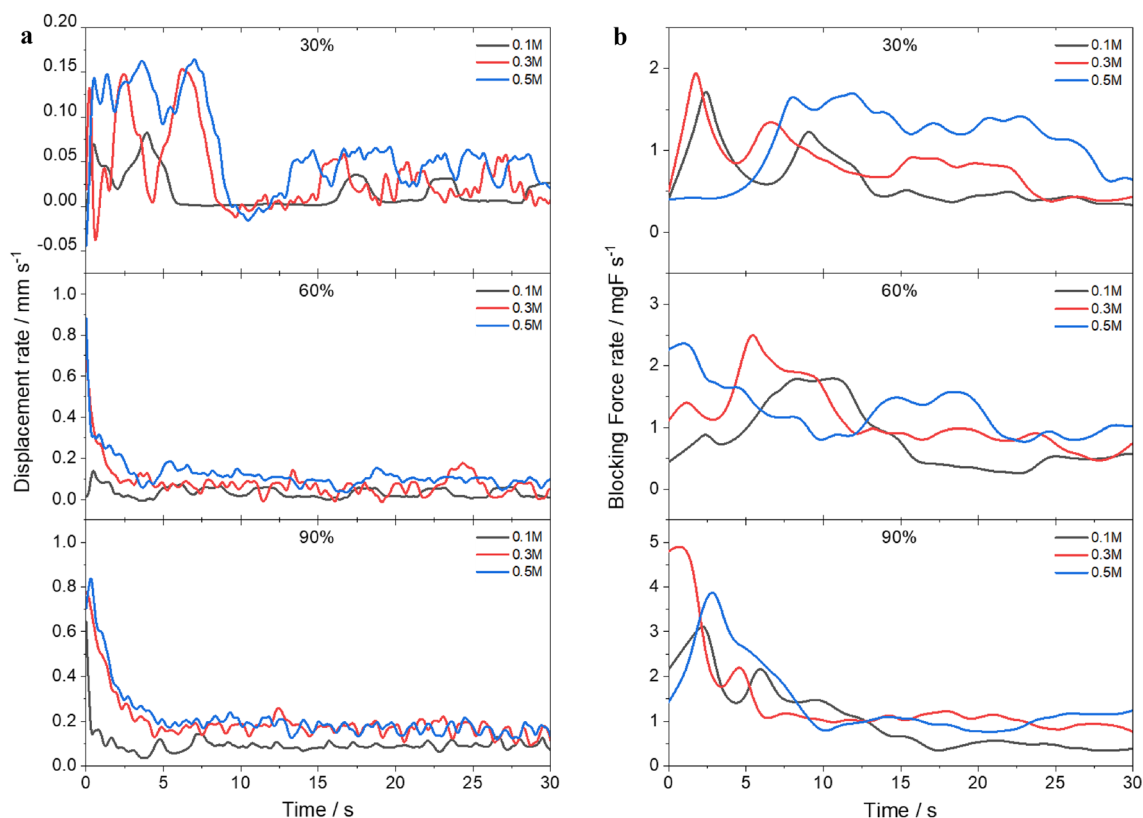 a
Displacement rate / mm s⁻¹
30%
0.1M
0.3M
0.5M
0.20
0.15
0.10
0.05
0.00
-0.05
60%
0.1M
0.3M
0.5M
1.0
0.8
0.6
0.4
0.2
0.0
90%
0.1M
0.3M
0.5M
1.0
0.8
0.6
0.4
0.2
0.0
0 5 10 15 20 25 30
Time / s
b
Blocking Force rate / mgF s⁻¹
30%
0.1M
0.3M
0.5M
2
1
0
60%
0.1M
0.3M
0.5M
3
2
1
0
90%
0.1M
0.3M
0.5M
5
4
3
2
1
0
0 5 10 15 20 25 30
Time / s